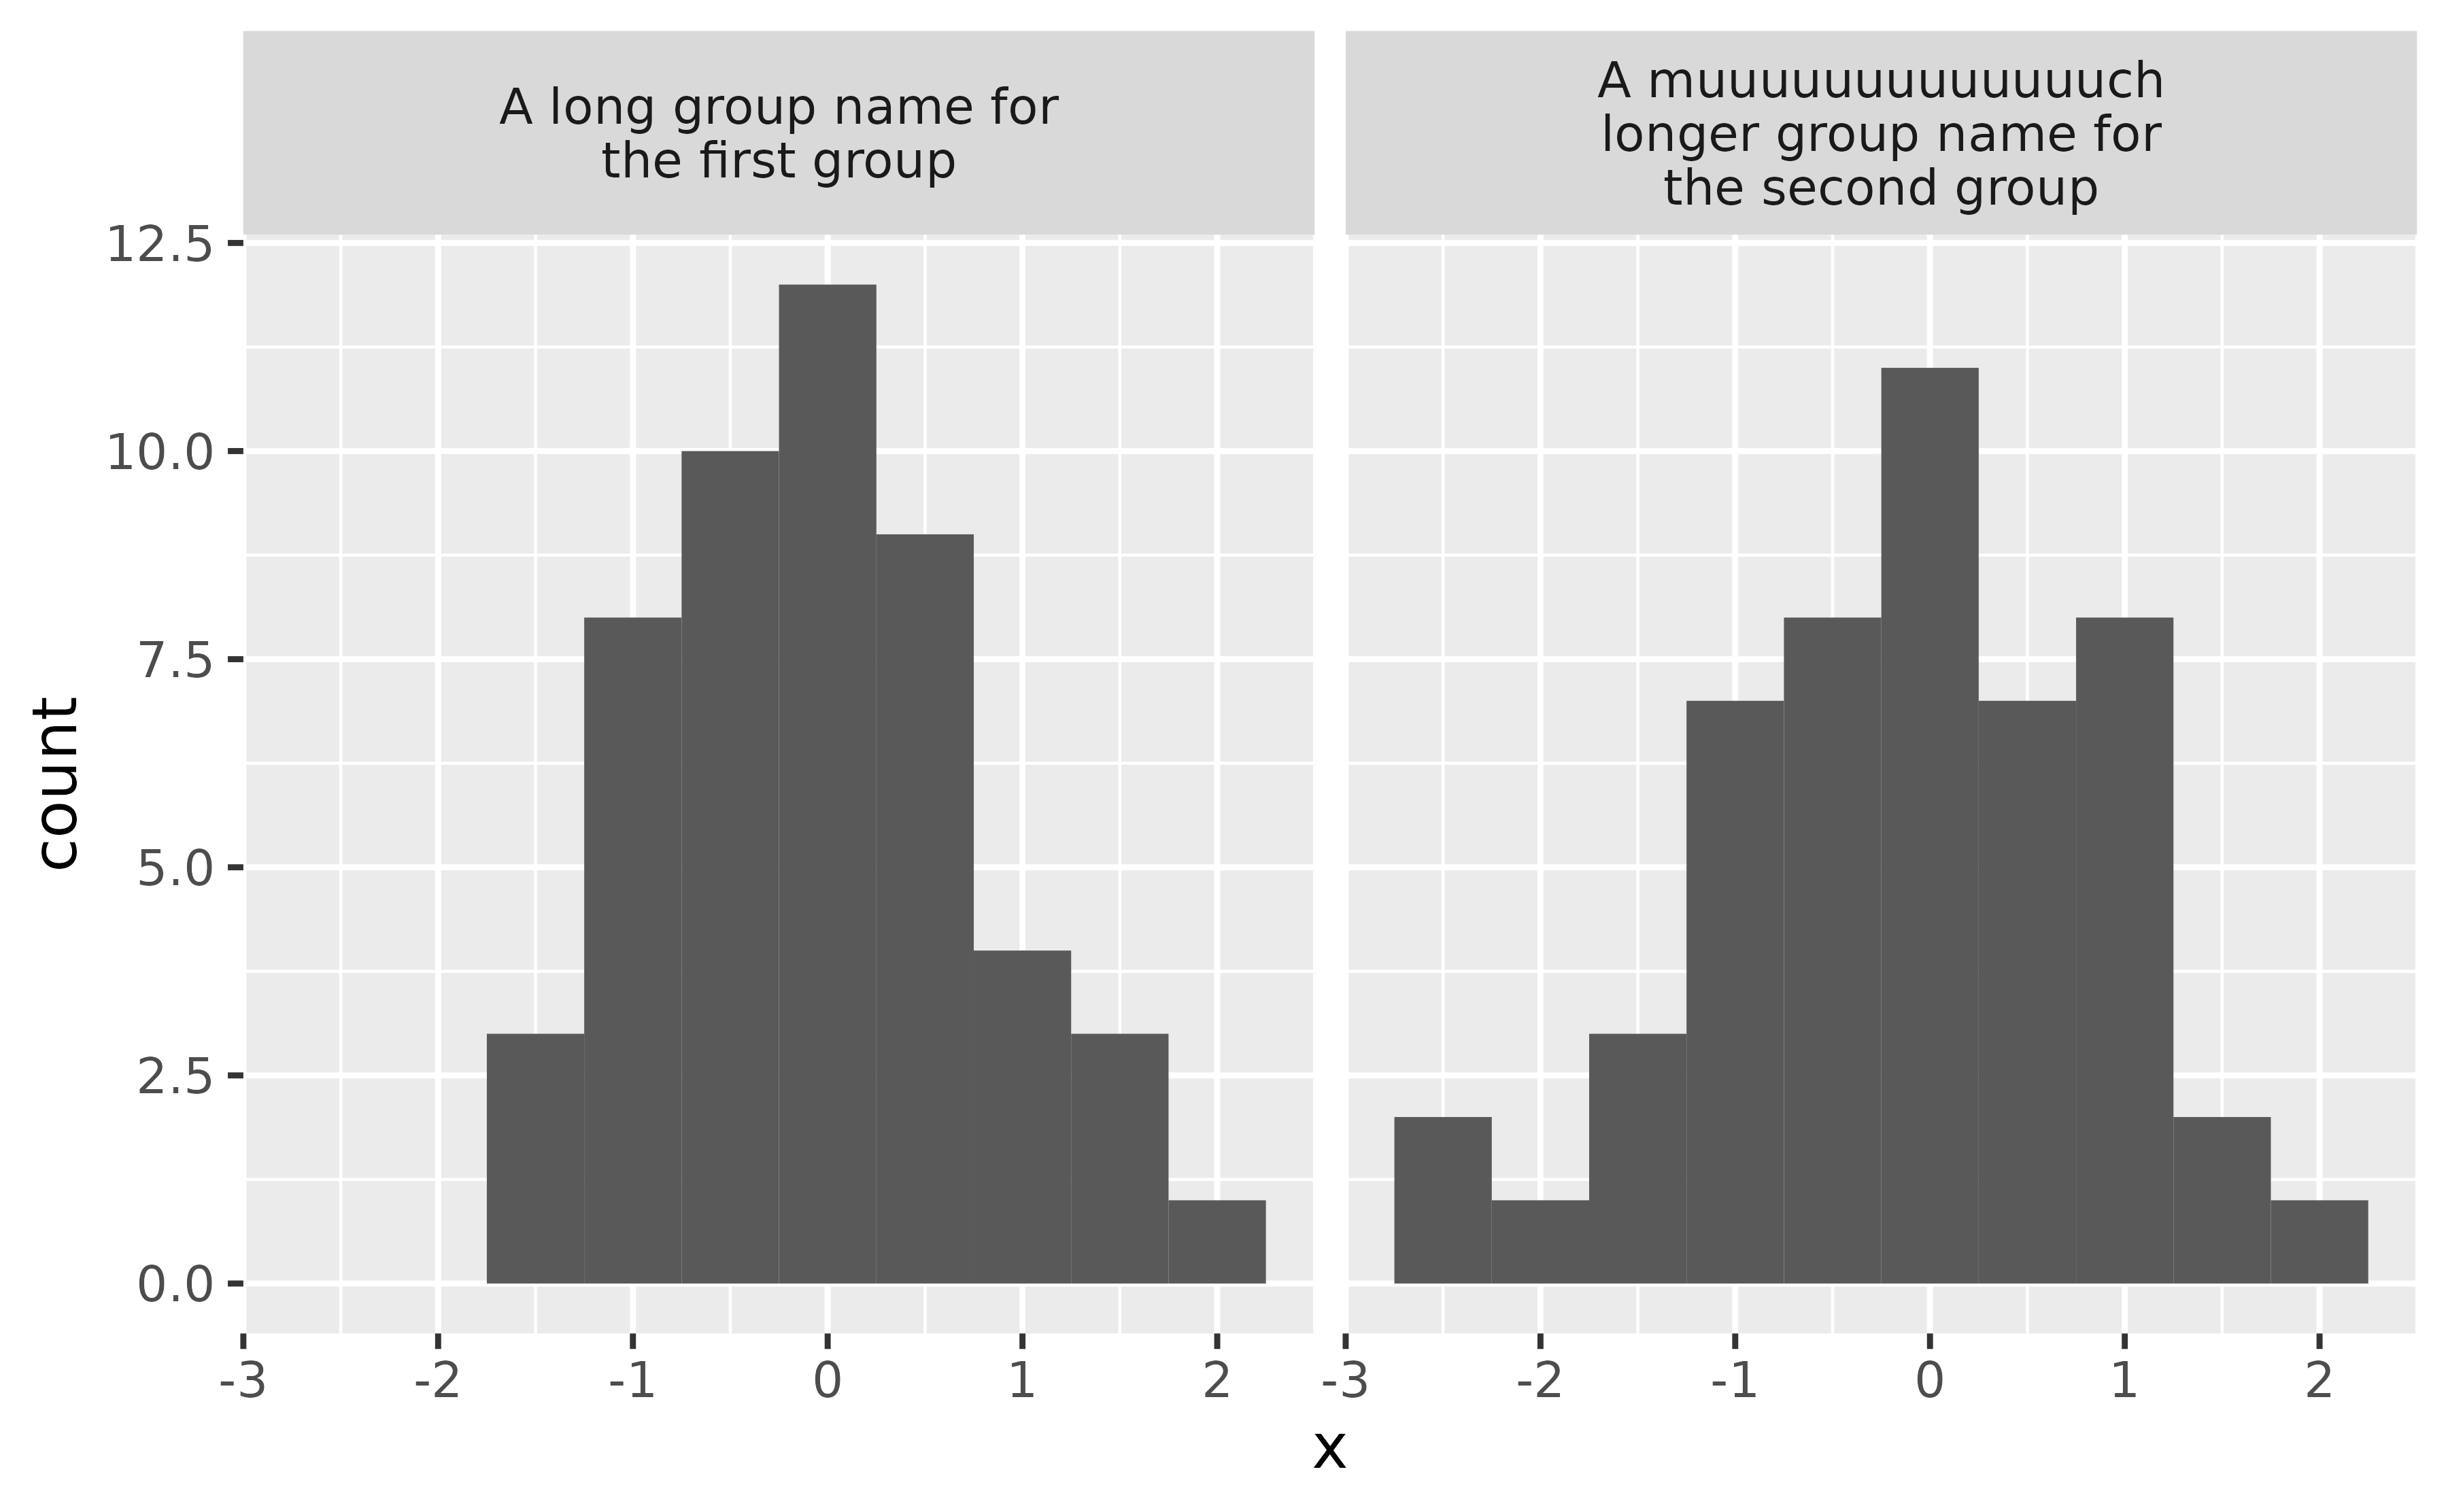 A long group name for
the first group
A muuuuuuuuuuuuuuch
longer group name for
the second group
12.5
10.0
7.5
5.0
2.5
0.0
count
-3 -2 -1 0 1 2
-3 -2 -1 0 1 2
x